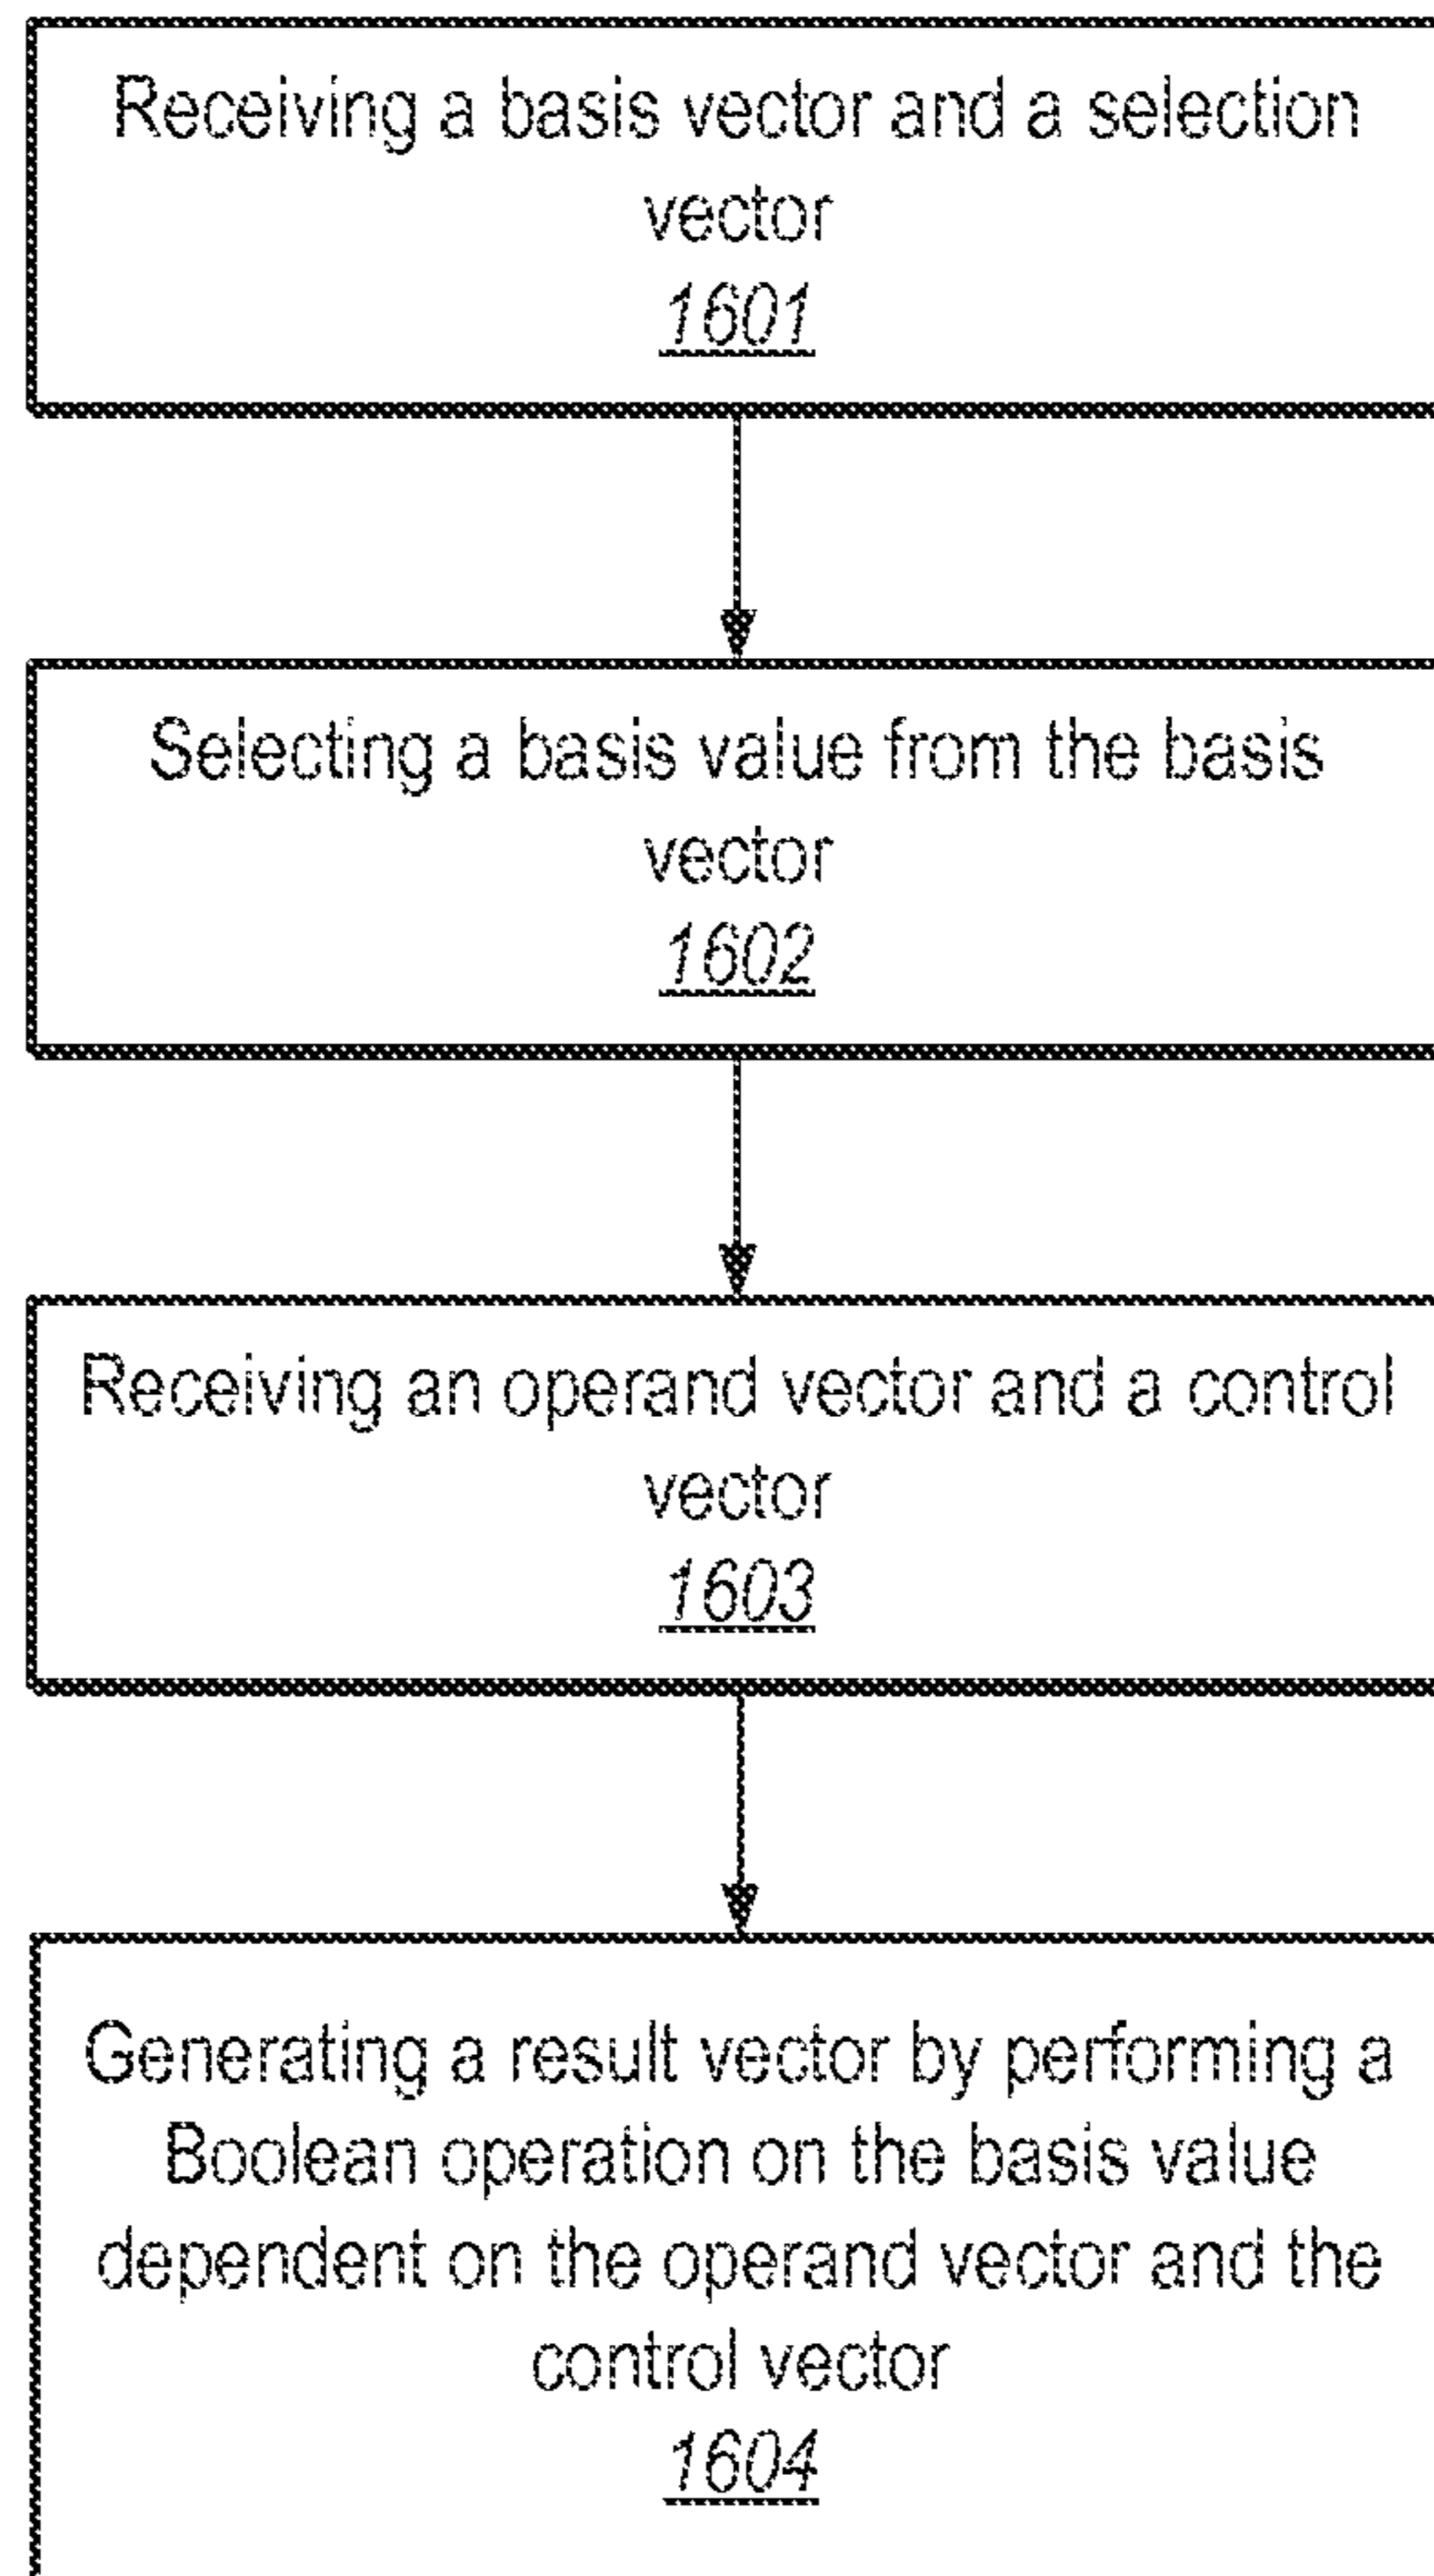 Receiving a basis vector and a selection
vector
1601
Selecting a basis value from the basis
vector
1602
Receiving an operand vector and a control
vector
1603
Generating a result vector by performing a
Boolean operation on the basis value
dependent on the operand vector and the
control vector
1604